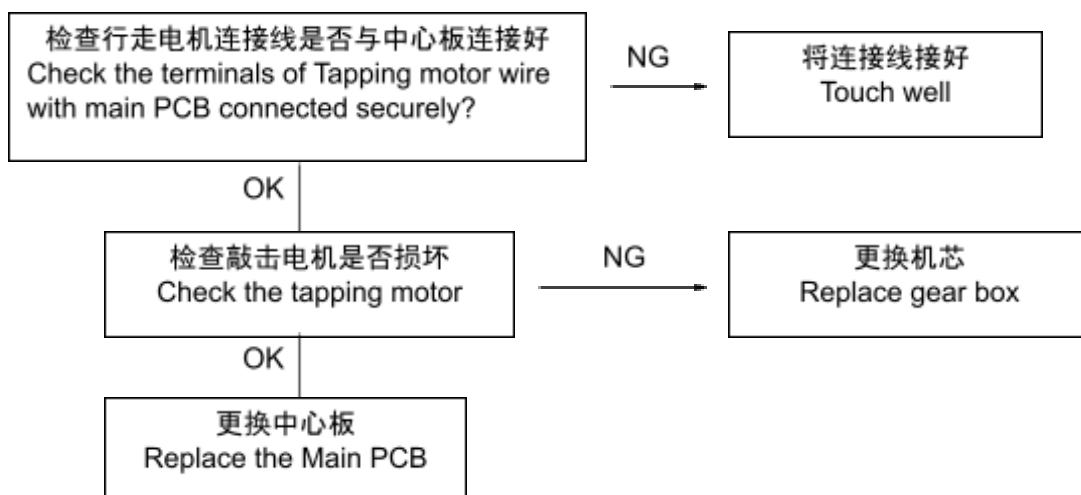 检查行走电机连接线是否与中心板连接好
Check the terminals of Tapping motor wire
with main PCB connected securely?
NG
将连接线接好
Touch well
OK
检查敲击电机是否损坏
Check the tapping motor
NG
更换机芯
Replace gear box
OK
更换中心板
Replace the Main PCB